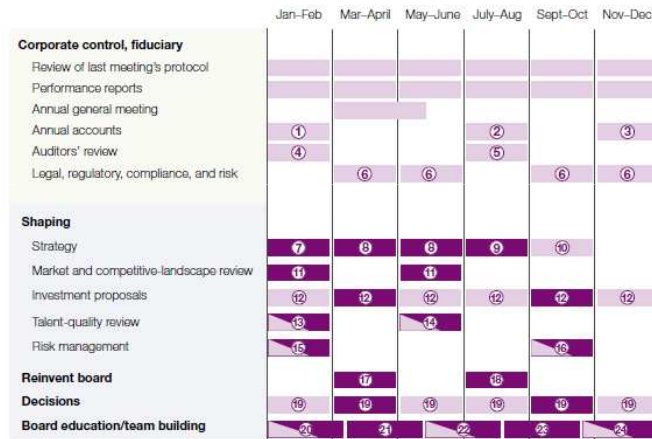 Jan–Feb Mar–April May–June July–Aug Sept–Oct Nov–Dec
Corporate control, fiduciary
Review of last meeting's protocol
Performance reports
Annual general meeting
Annual accounts 1 2 3
Auditors' review 4 5
Legal, regulatory, compliance, and risk 6 6 6 6
Shaping
Strategy 7 8 8 9 10
Market and competitive-landscape review 11 11
Investment proposals 12 12 12 12 12 12
Talent-quality review 13 14
Risk management 15 16
Reinvent board 17 18
Decisions 19 19 19 19 19 19
Board education/team building 20 21 22 23 24